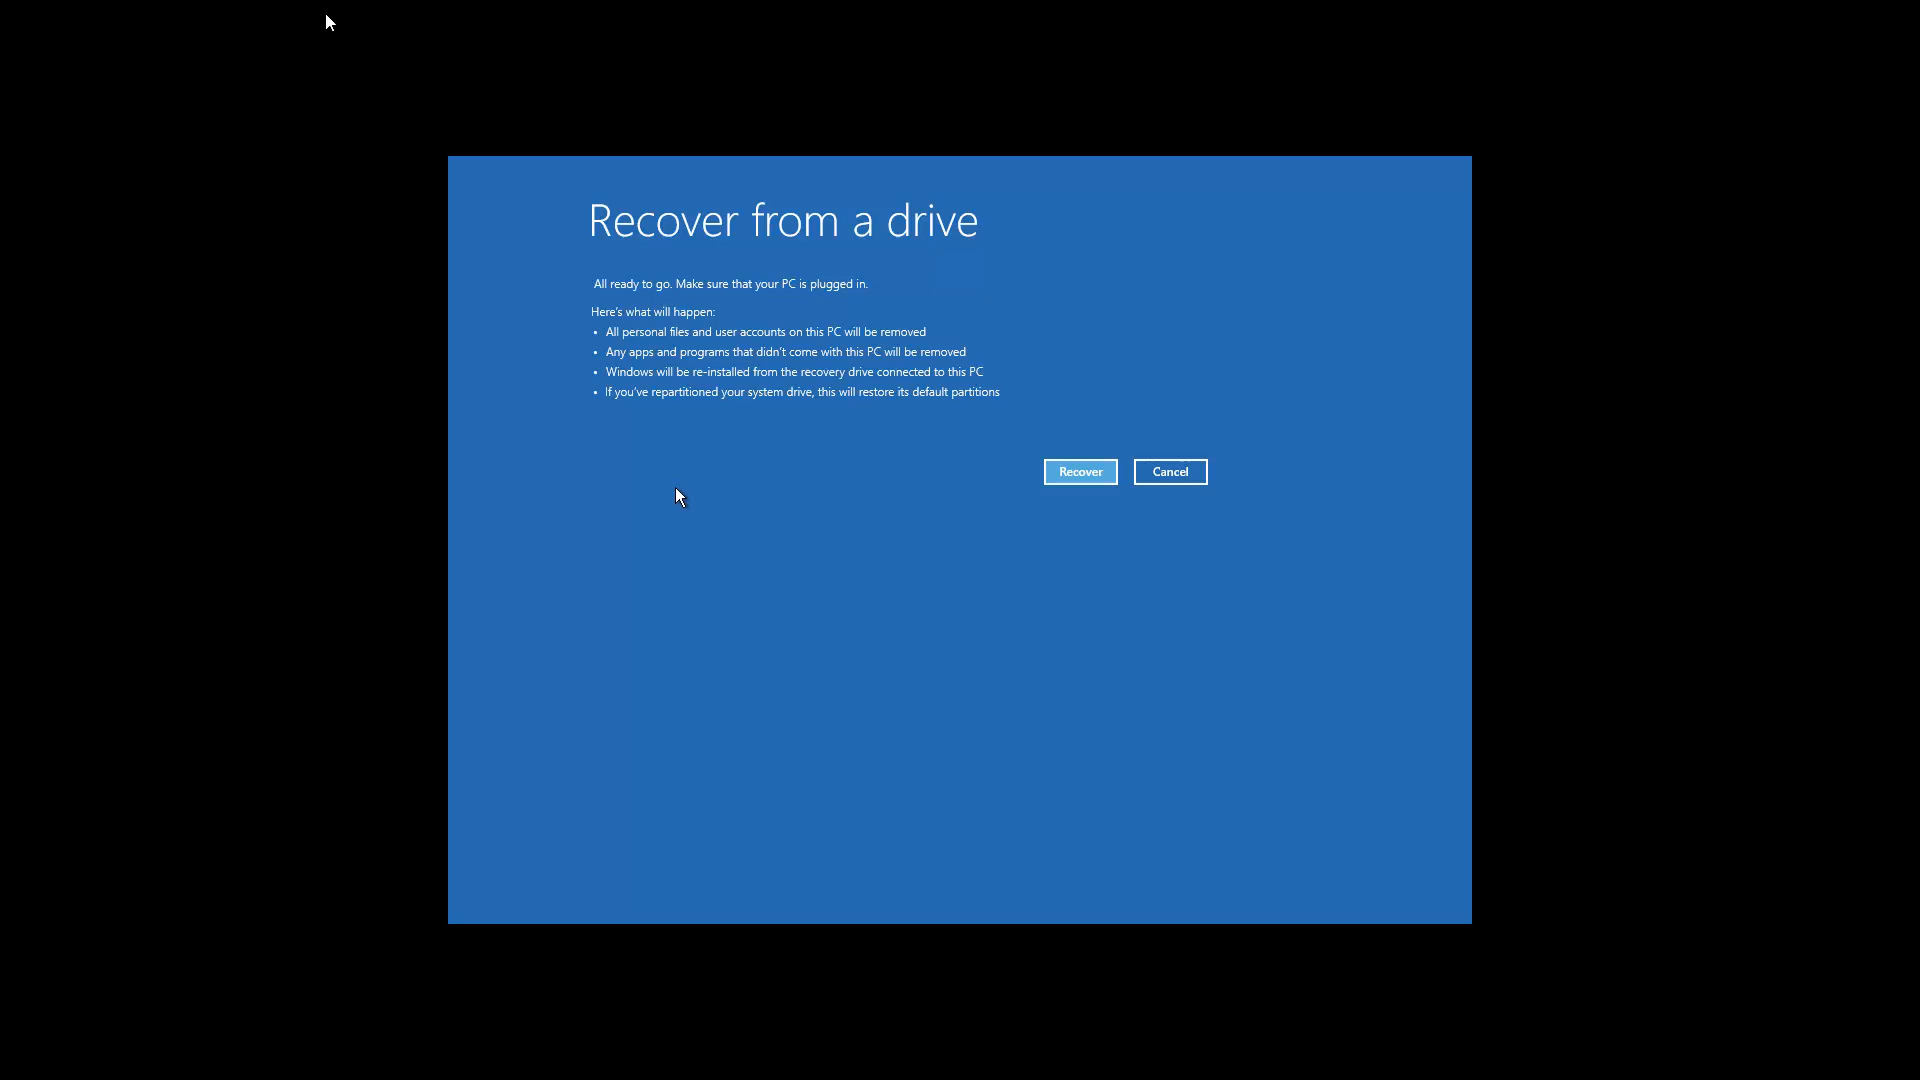 Recover from a drive
All ready to go. Make sure that your PC is plugged in.
Here's what will happen:
• All personal files and user accounts on this PC will be removed
• Any apps and programs that didn't come with this PC will be removed
• Windows will be re-installed from the recovery drive connected to this PC
• If you've repartitioned your system drive, this will restore its default partitions
Recover Cancel